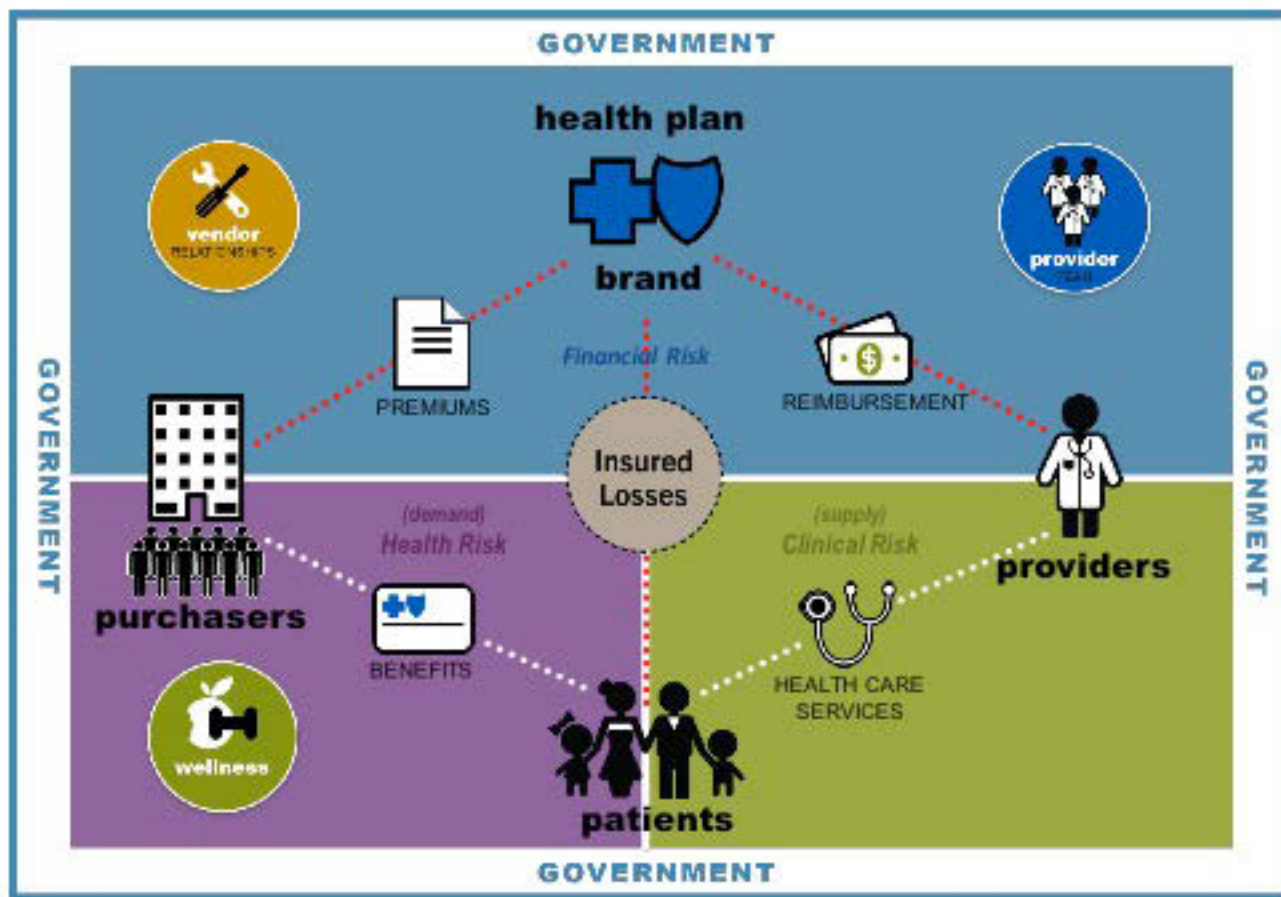 GOVERNMENT
health plan
brand
vendor
RELATIONSHIPS
provider
TEAM
Financial Risk
PREMIUMS
REIMBURSEMENT
GOVERNMENT
GOVERNMENT
Insured
Losses
(demand)
Health Risk
(supply)
Clinical Risk
purchasers
providers
BENEFITS
HEALTH CARE
SERVICES
wellness
patients
GOVERNMENT